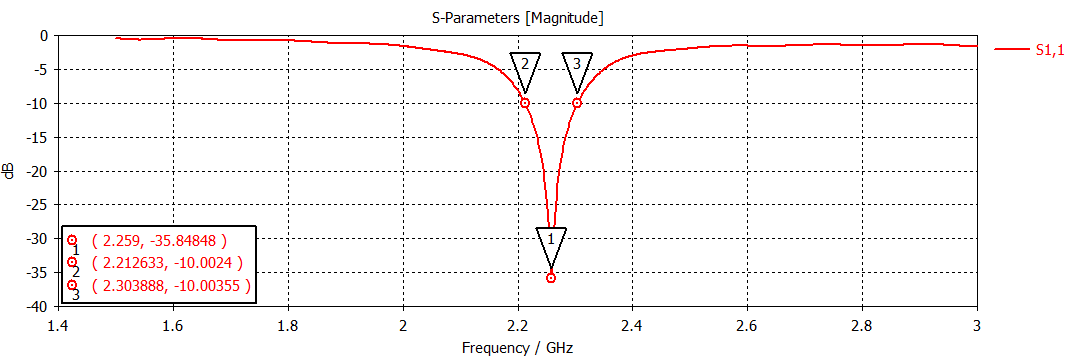 S-Parameters [Magnitude]
S1,1
0
-5
-10
-15
-20
-25
-30
-35
-40
dB
2
3
1
1 ( 2.259, -35.84848 )
2 ( 2.212633, -10.0024 )
3 ( 2.303888, -10.00355 )
1.4 1.6 1.8 2 2.2 2.4 2.6 2.8 3
Frequency / GHz